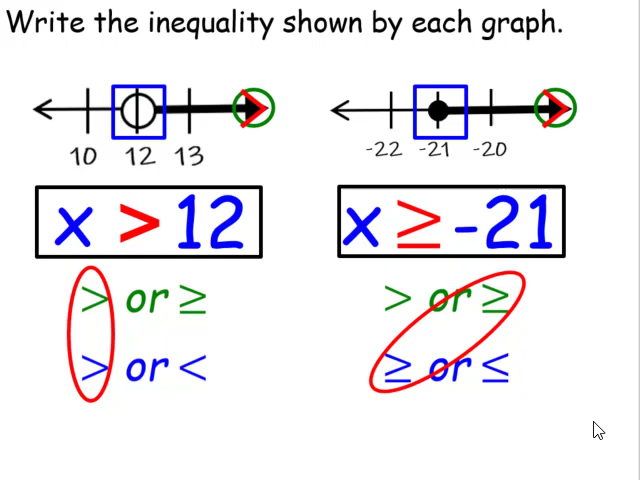 Write the inequality shown by each graph.
10 12 13
-22 -21 -20
x > 12
x ≥ -21
> or ≥
> or <
> or ≥
≥ or ≤